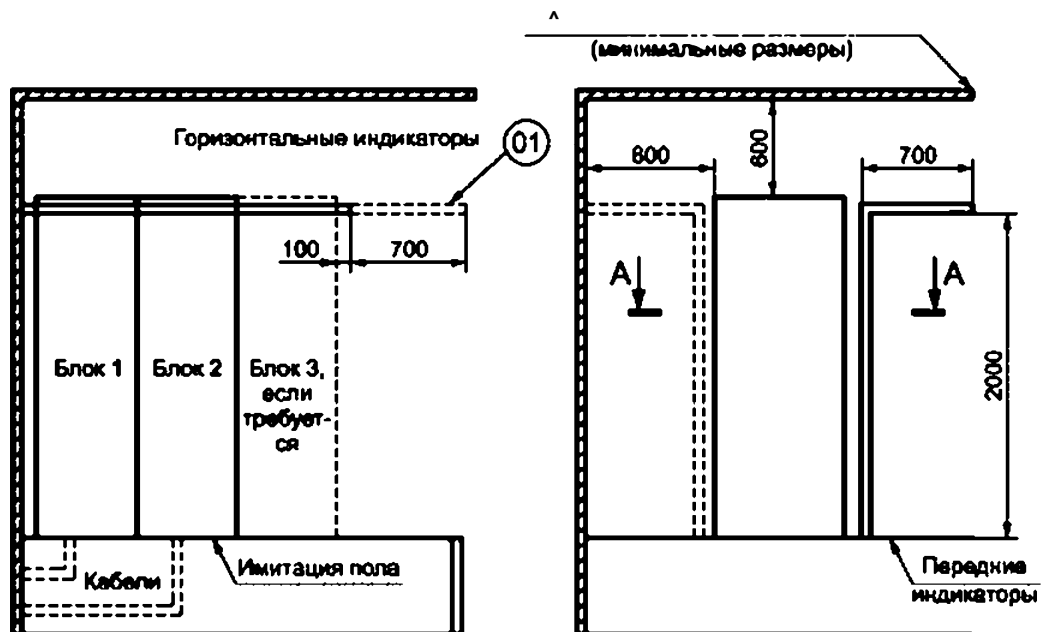 (минимальные размеры)
Горизонтальные индикаторы
01
100
700
Блок 1
Блок 2
Блок 3,
если
требует-
ся
Кабели
Имитация пола
600
600
700
А
А
2000
Передние
индикаторы